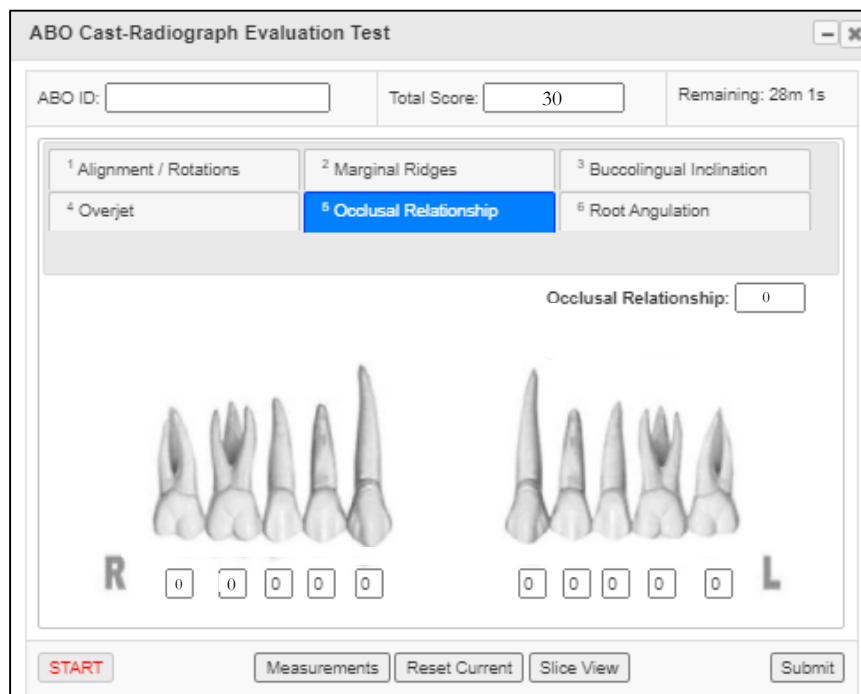 ABO Cast-Radiograph Evaluation Test
ABO ID: Total Score: 30 Remaining: 28m 1s
1 Alignment / Rotations 2 Marginal Ridges 3 Buccolingual Inclination
4 Overjet 5 Occlusal Relationship 6 Root Angulation
Occlusal Relationship: 0
R 0 0 0 0 0 0 0 0 0 0 L
START Measurements Reset Current Slice View Submit